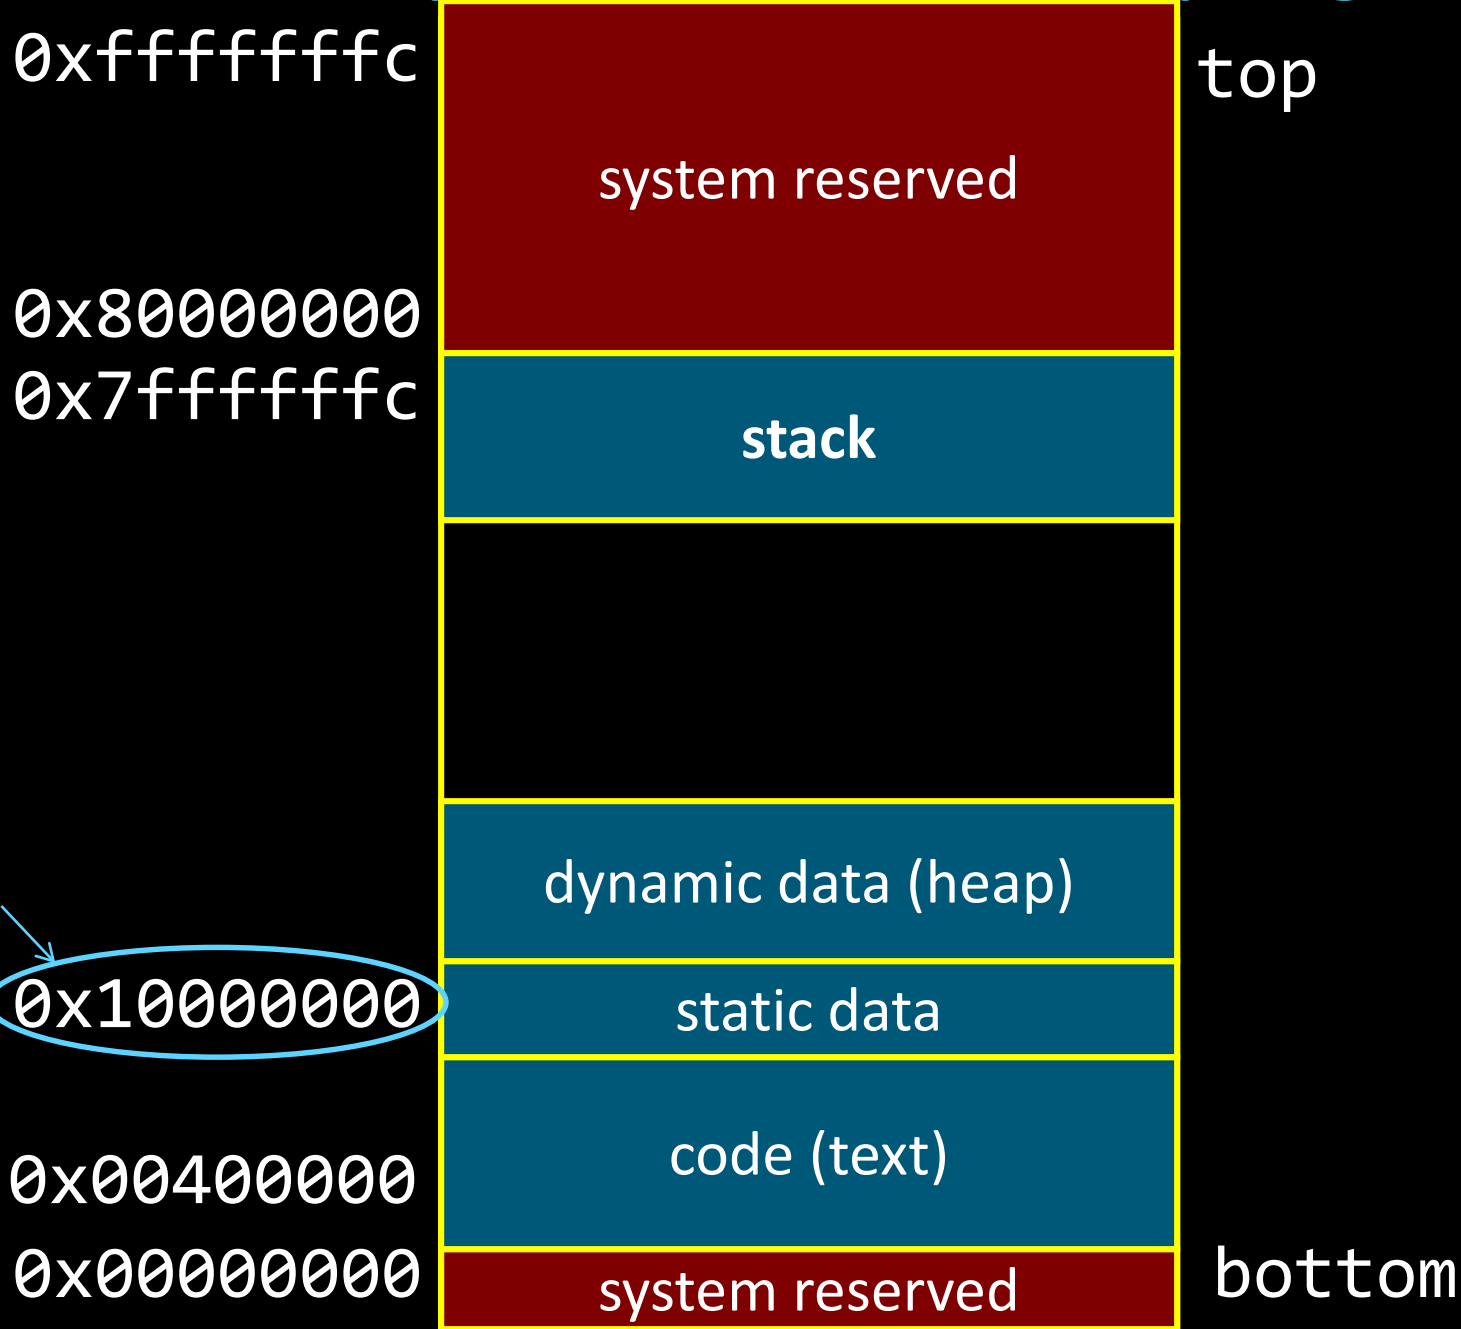 0xfffffffc
top
system reserved
0x80000000
0x7ffffffc
stack
dynamic data (heap)
0x10000000
static data
code (text)
0x00400000
0x00000000
system reserved
bottom